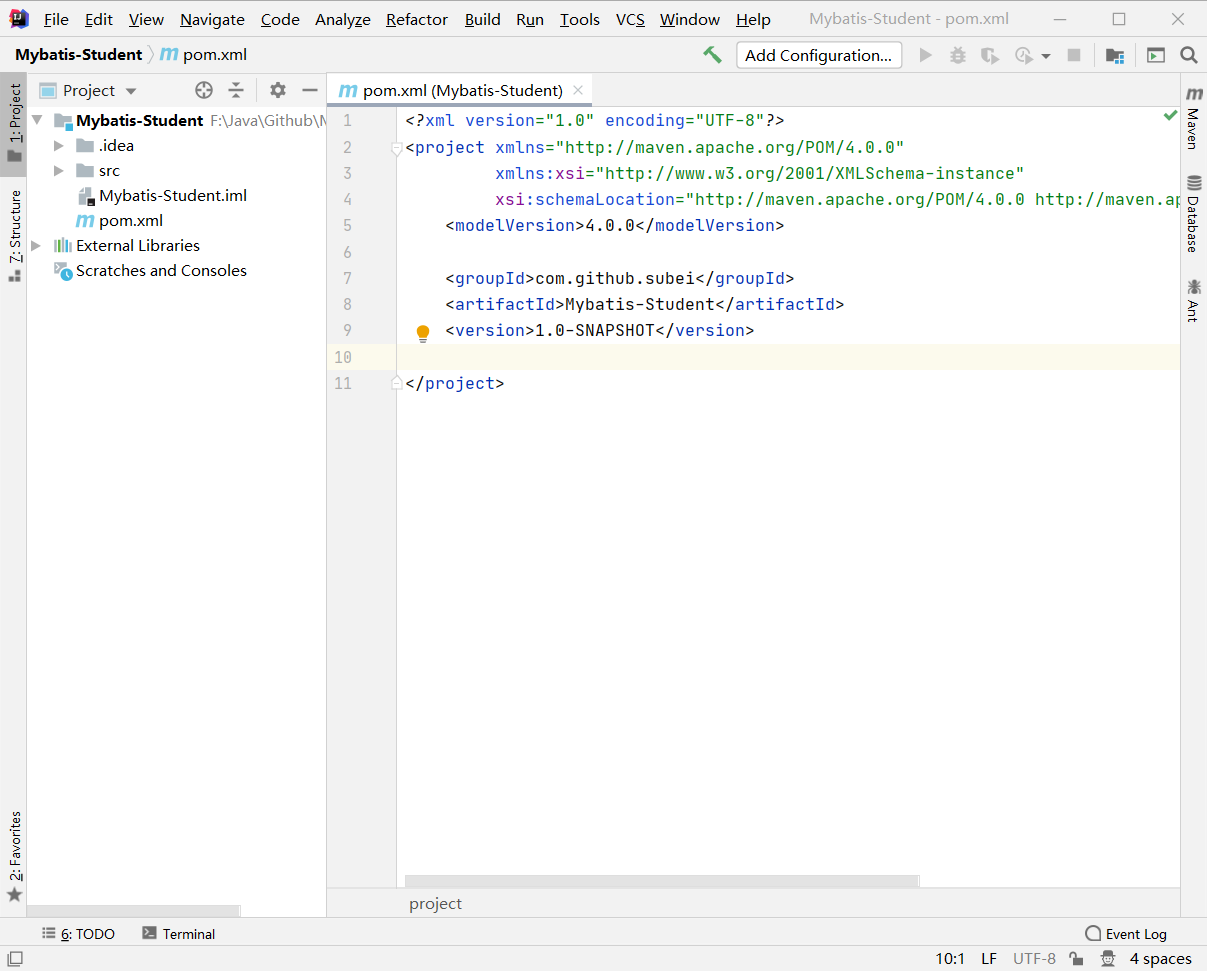 File Edit View Navigate Code Analyze Refactor Build Run Tools VCS Window Help Mybatis-Student - pom.xml
Mybatis-Student pom.xml Add Configuration...
1: Project
7: Structure
2: Favorites
Project
Mybatis-Student F:\Java\Github\
.idea
src
Mybatis-Student.iml
pom.xml
External Libraries
Scratches and Consoles
pom.xml (Mybatis-Student)
1 <?xml version="1.0" encoding="UTF-8"?>
2 <project xmlns="http://maven.apache.org/POM/4.0.0"
3 xmlns:xsi="http://www.w3.org/2001/XMLSchema-instance"
4 xsi:schemaLocation="http://maven.apache.org/POM/4.0.0 http://maven.ap
5 <modelVersion>4.0.0</modelVersion>
6
7 <groupId>com.github.subei</groupId>
8 <artifactId>Mybatis-Student</artifactId>
9 <version>1.0-SNAPSHOT</version>
10
11 </project>
Maven
Database
Ant
project
6: TODO Terminal Event Log
10:1 LF UTF-8 4 spaces